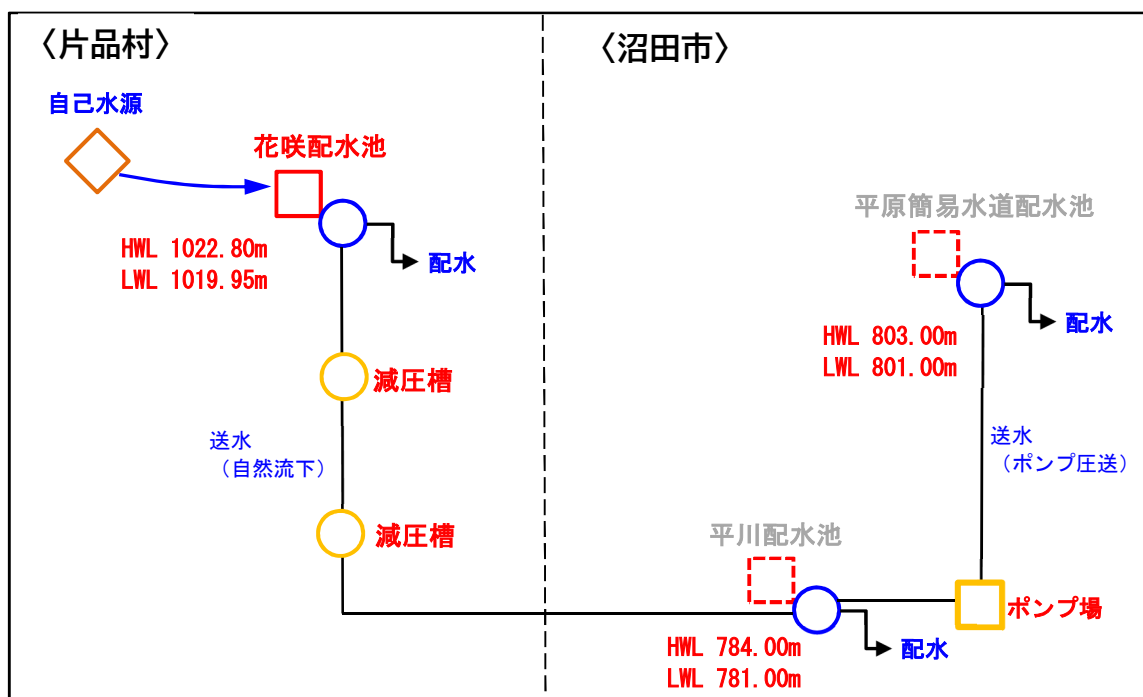 〈片品村〉
自己水源
花咲配水池
HWL 1022.80m
LWL 1019.95m
配水
減圧槽
送水
（自然流下）
減圧槽
〈沼田市〉
平原簡易水道配水池
配水
HWL 803.00m
LWL 801.00m
送水
（ポンプ圧送）
平川配水池
ポンプ場
HWL 784.00m
LWL 781.00m
配水